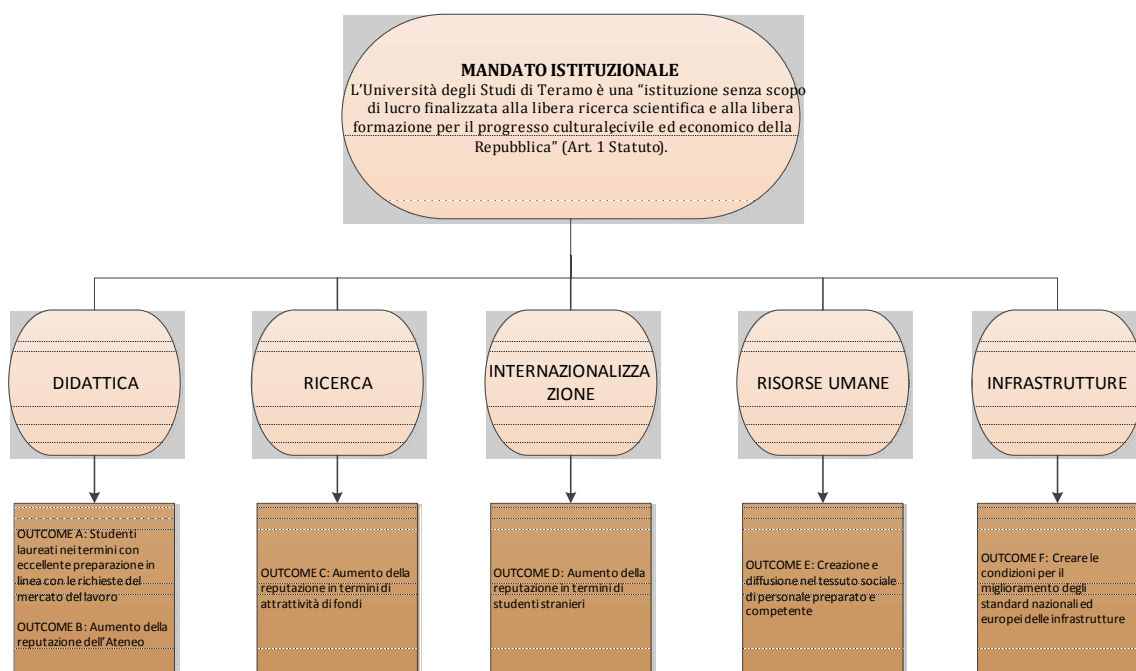 MANDATO ISTITUZIONALE
L'Università degli Studi di Teramo è una "istituzione senza scopo
di lucro finalizzata alla libera ricerca scientifica e alla libera
formazione per il progresso culturale,civile ed economico della
Repubblica" (Art. 1 Statuto).
DIDATTICA
RICERCA
INTERNAZIONALIZZA
ZIONE
RISORSE UMANE
INFRASTRUTTURE
OUTCOME A: Studenti
laureati nei termini con
eccellente preparazione in
linea con le richieste del
mercato del lavoro
OUTCOME B: Aumento della
reputazione dell'Ateneo
OUTCOME C: Aumento della
reputazione in termini di
attrattività di fondi
OUTCOME D: Aumento della
reputazione in termini di
studenti stranieri
OUTCOME E: Creazione e
diffusione nel tessuto sociale
di personale preparato e
competente
OUTCOME F: Creare le
condizioni per il
miglioramento degli
standard nazionali ed
europei delle infrastrutture